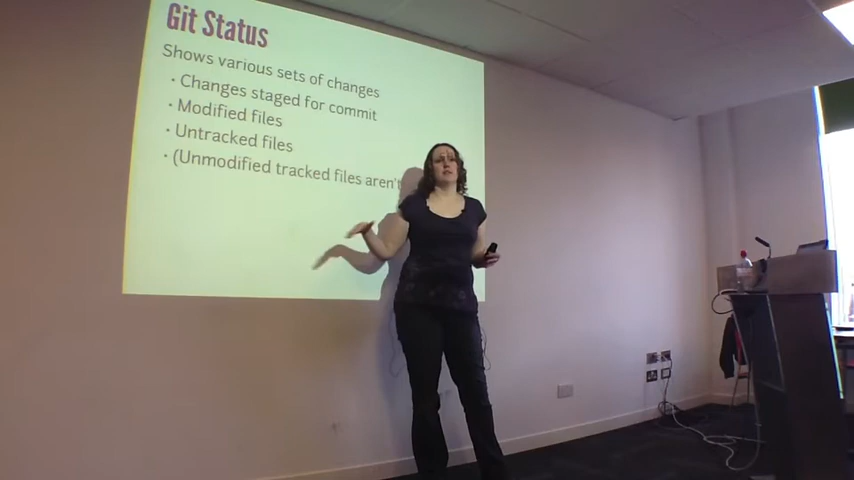 Git Status
Shows various sets of changes
• Changes staged for commit
• Modified files
• Untracked files
• (Unmodified, tracked files aren't